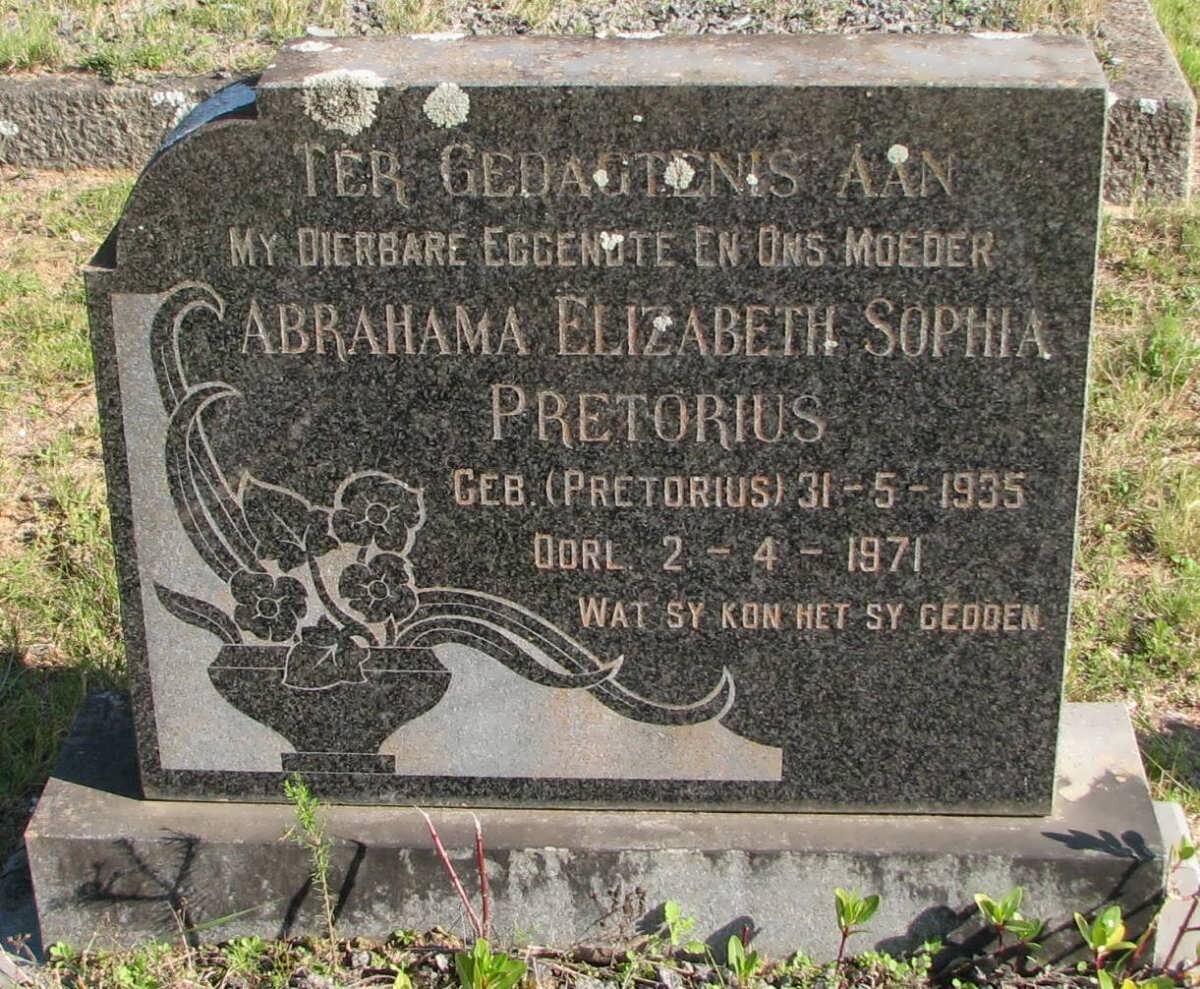 TER GEDAGTENIS AAN
MY DIERBARE EGGENOTE EN ONS MOEDER
ABRAHAMA ELIZABETH SOPHIA
PRETORIUS
GEB. (PRETORIUS) 31-5-1935
OORL. 2-4-1971
WAT SY KON HET SY GEDOEN